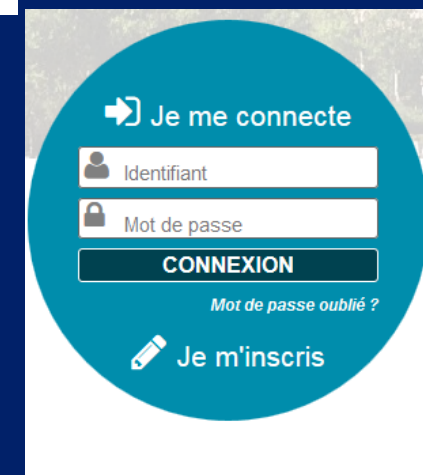 Je me connecte
Identifiant
Mot de passe
CONNEXION
Mot de passe oublié ?
Je m'inscris